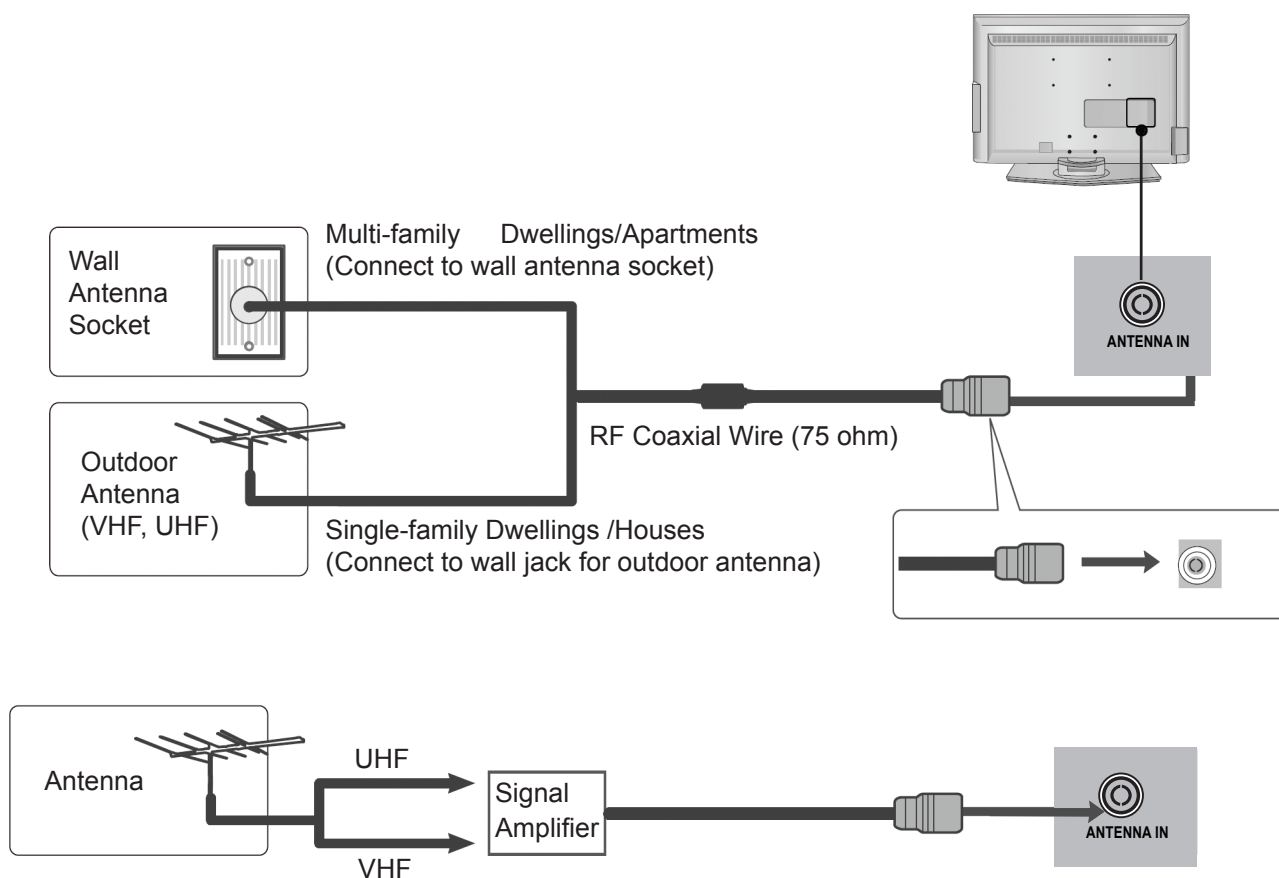 Multi-family Dwellings/Apartments
(Connect to wall antenna socket)
Wall
Antenna
Socket
ANTENNA IN
RF Coaxial Wire (75 ohm)
Outdoor
Antenna
(VHF, UHF)
Single-family Dwellings /Houses
(Connect to wall jack for outdoor antenna)
Antenna
UHF
Signal
Amplifier
VHF
ANTENNA IN